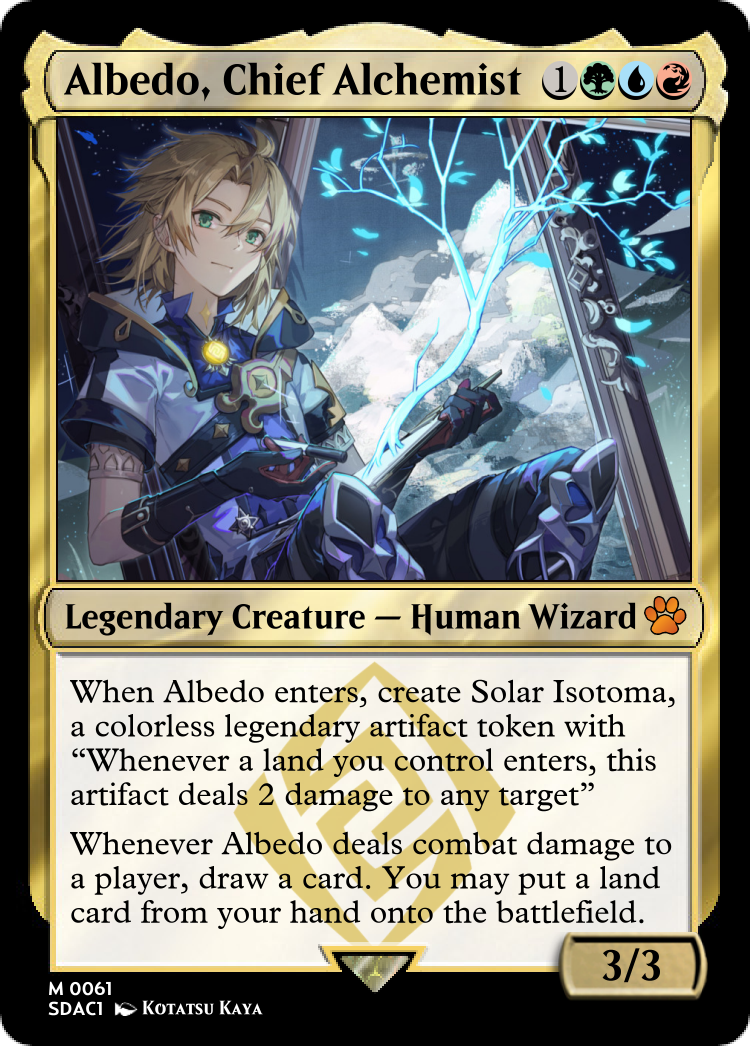 Albedo, Chief Alchemist 1
Legendary Creature — Human Wizard
When Albedo enters, create Solar Isotoma,
a colorless legendary artifact token with
“Whenever a land you control enters, this
artifact deals 2 damage to any target”
Whenever Albedo deals combat damage to
a player, draw a card. You may put a land
card from your hand onto the battlefield.
3/3
M 0061
SDAC1 Kotatsu Kaya